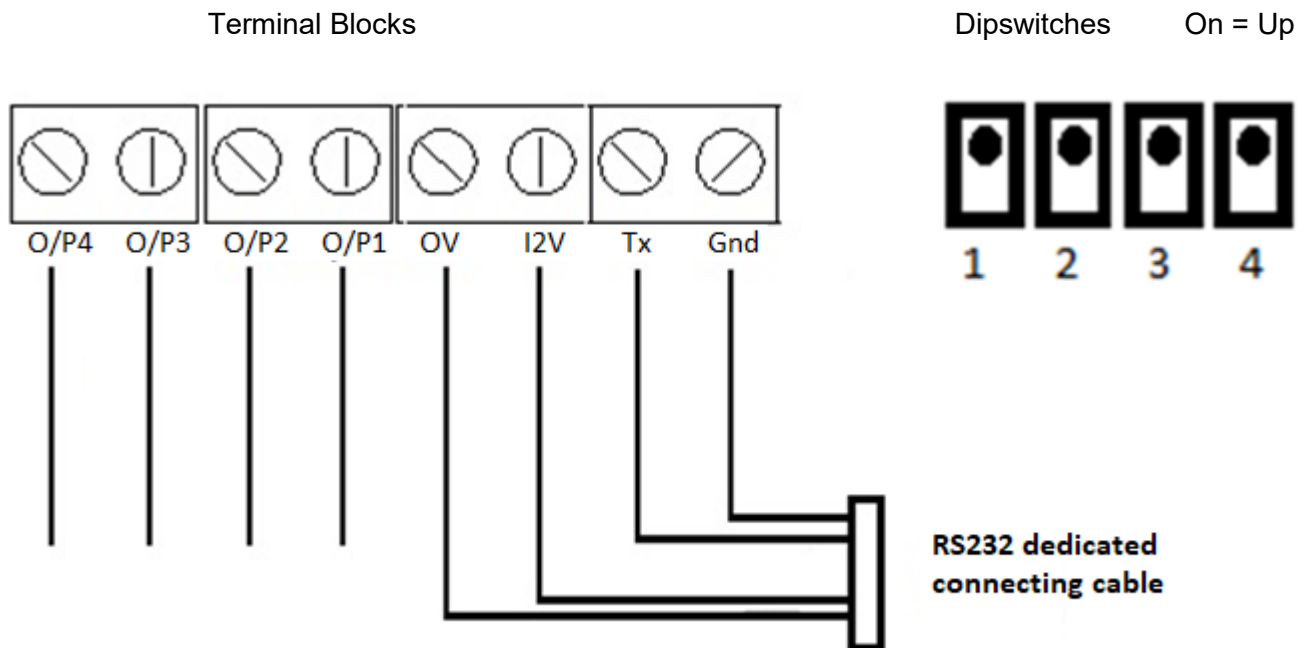 Terminal Blocks
Dipswitches On = Up
O/P4 O/P3 O/P2 O/P1 OV I2V Tx Gnd
1 2 3 4
RS232 dedicated
connecting cable